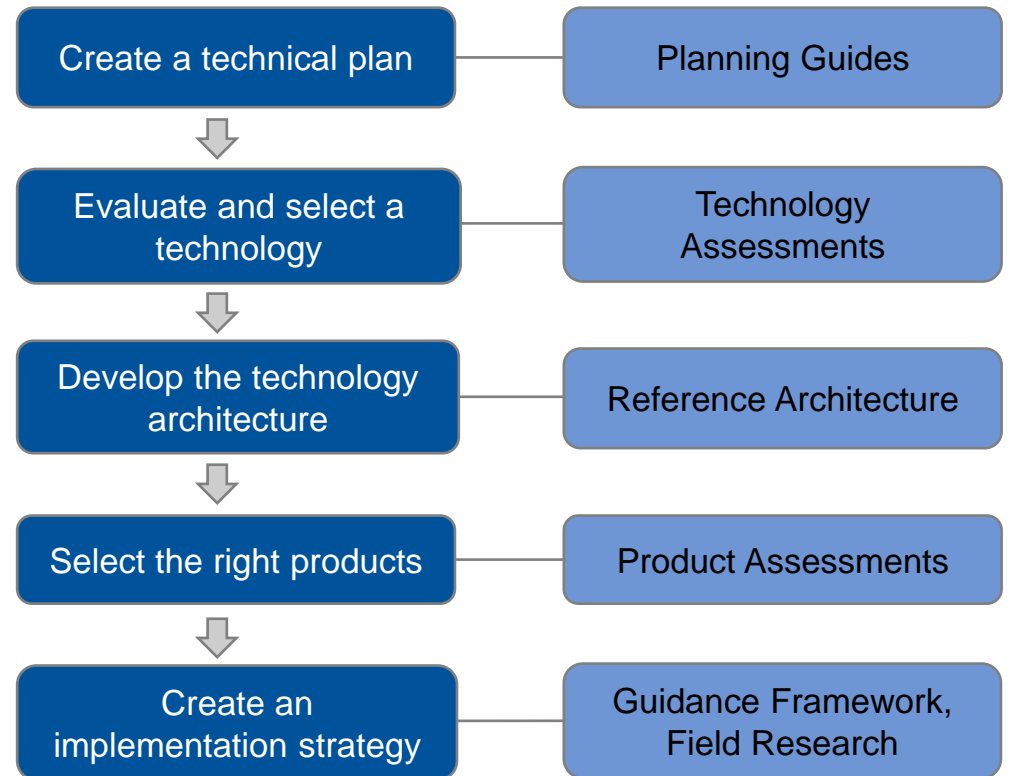 Create a technical plan
Planning Guides
Evaluate and select a
technology
Technology
Assessments
Develop the technology
architecture
Reference Architecture
Select the right products
Product Assessments
Create an
implementation strategy
Guidance Framework,
Field Research